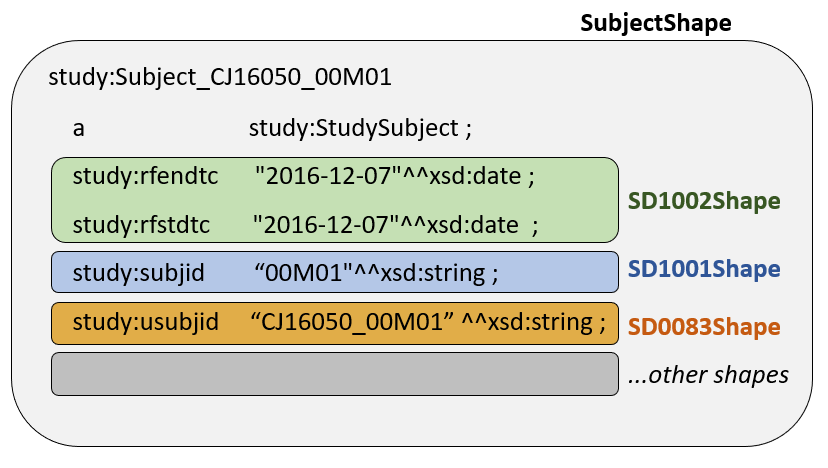 SubjectShape
study:Subject_CJ16050_00M01
a study:StudySubject ;
study:rfendtc "2016-12-07"^^xsd:date ;
study:rfstdtc "2016-12-07"^^xsd:date ;
SD1002Shape
study:subjid “00M01"^^xsd:string ; SD1001Shape
study:usubjid “CJ16050_00M01” ^^xsd:string ; SD0083Shape
...other shapes